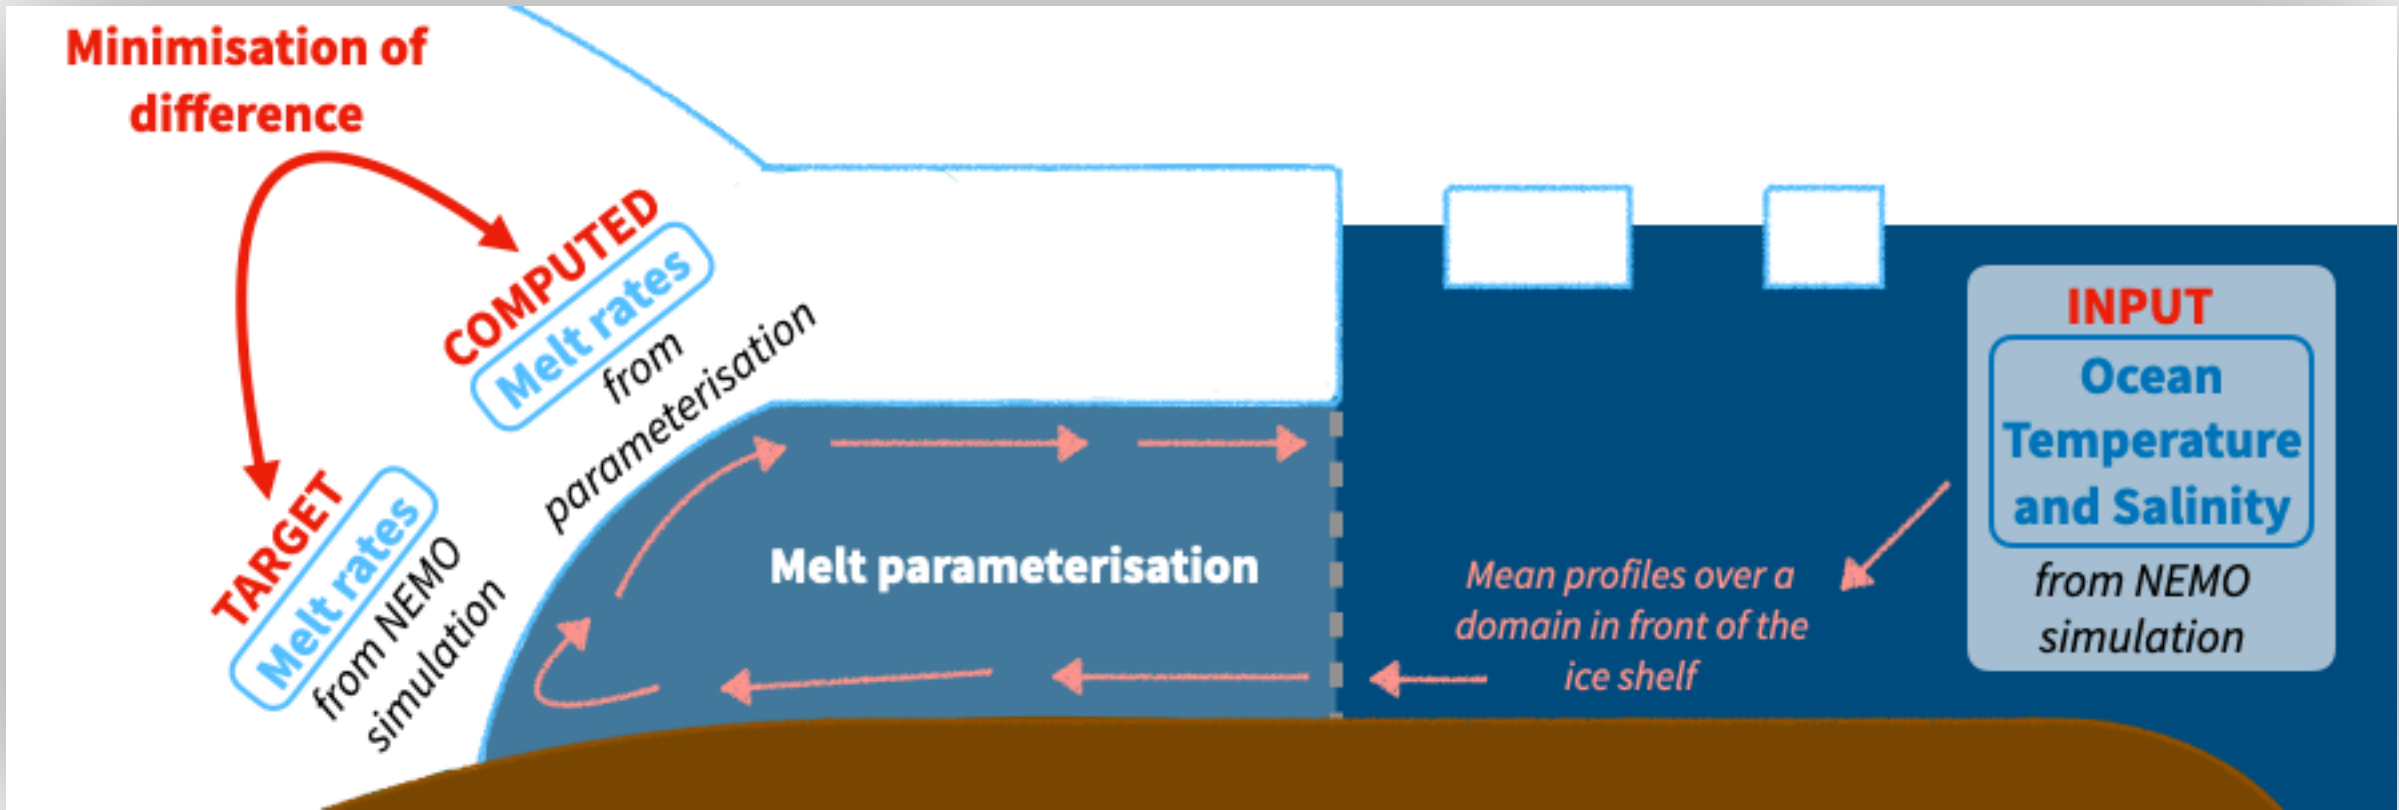 Minimisation of
difference
COMPUTED
Melt rates
from
parameterisation
TARGET
Melt rates
from NEMO
simulation
Melt parameterisation
Mean profiles over a
domain in front of the
ice shelf
INPUT
Ocean
Temperature
and Salinity
from NEMO
simulation